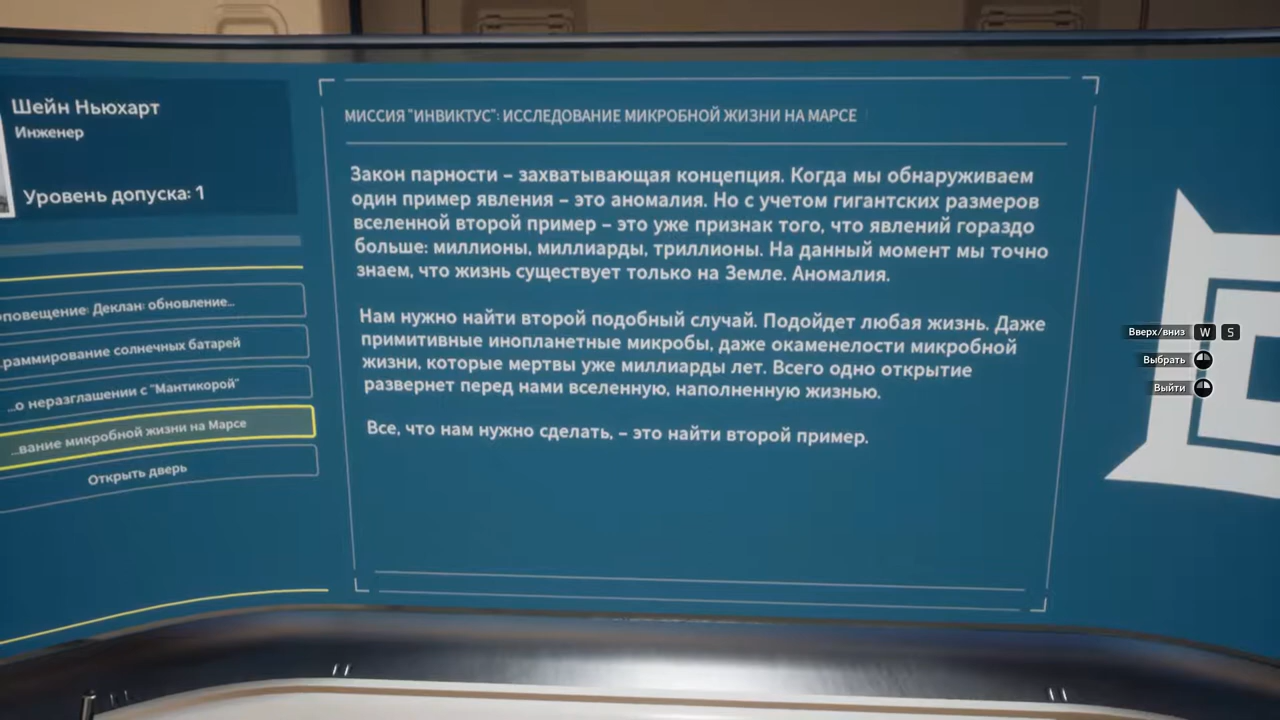 Шейн Ньюхарт
Инженер
Уровень допуска: 1
Деклан: обновление...
солнечных батарей
...о неразглашении с "Мантикорой"
...вание микробной жизни на Марсе
Открыть дверь
МИССИЯ "ИНВИКТУС": ИССЛЕДОВАНИЕ МИКРОБНОЙ ЖИЗНИ НА МАРСЕ
Закон парности – захватывающая концепция. Когда мы обнаруживаем
один пример явления – это аномалия. Но с учетом гигантских размеров
вселенной второй пример – это уже признак того, что явлений гораздо
больше: миллионы, миллиарды, триллионы. На данный момент мы точно
знаем, что жизнь существует только на Земле. Аномалия.
Нам нужно найти второй подобный случай. Подойдет любая жизнь. Даже
примитивные инопланетные микробы, даже окаменелости микробной
жизни, которые мертвы уже миллиарды лет. Всего одно открытие
развернет перед нами вселенную, наполненную жизнью.
Все, что нам нужно сделать, – это найти второй пример.
Вверх/вниз W S
Выбрать
Выйти